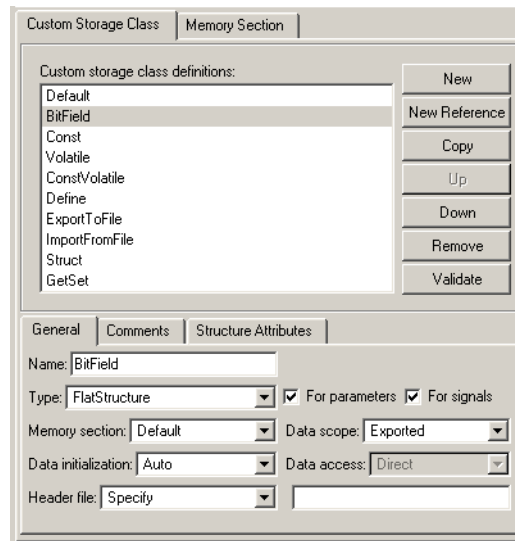 Custom Storage Class Memory Section
Custom storage class definitions:
Default
BitField
Const
Volatile
ConstVolatile
Define
ExportToFile
ImportFromFile
Struct
GetSet
New
New Reference
Copy
Up
Down
Remove
Validate
General Comments Structure Attributes
Name: BitField
Type: FlatStructure For parameters For signals
Memory section: Default Data scope: Exported
Data initialization: Auto Data access: Direct
Header file: Specify